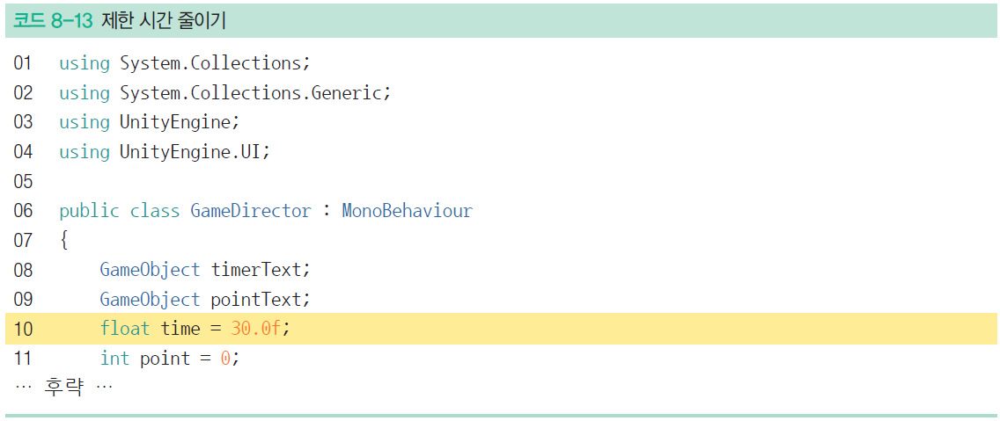 코드 8-13 제한 시간 줄이기
01 using System.Collections;
02 using System.Collections.Generic;
03 using UnityEngine;
04 using UnityEngine.UI;
05
06 public class GameDirector : MonoBehaviour
07 {
08 GameObject timerText;
09 GameObject pointText;
10 float time = 30.0f;
11 int point = 0;
… 후략 …